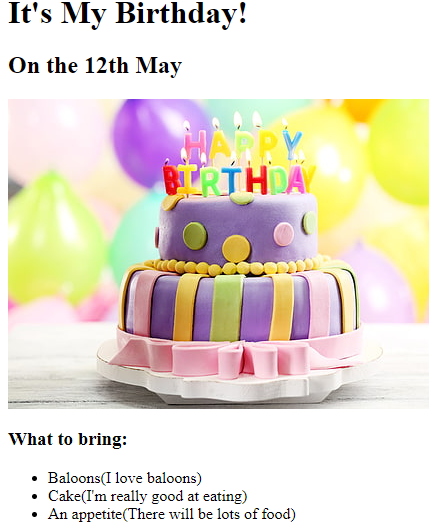 It's My Birthday!
On the 12th May
HAPPY
BIRTHDAY
What to bring:
Baloons(I love baloons)
Cake(I'm really good at eating)
An appetite(There will be lots of food)